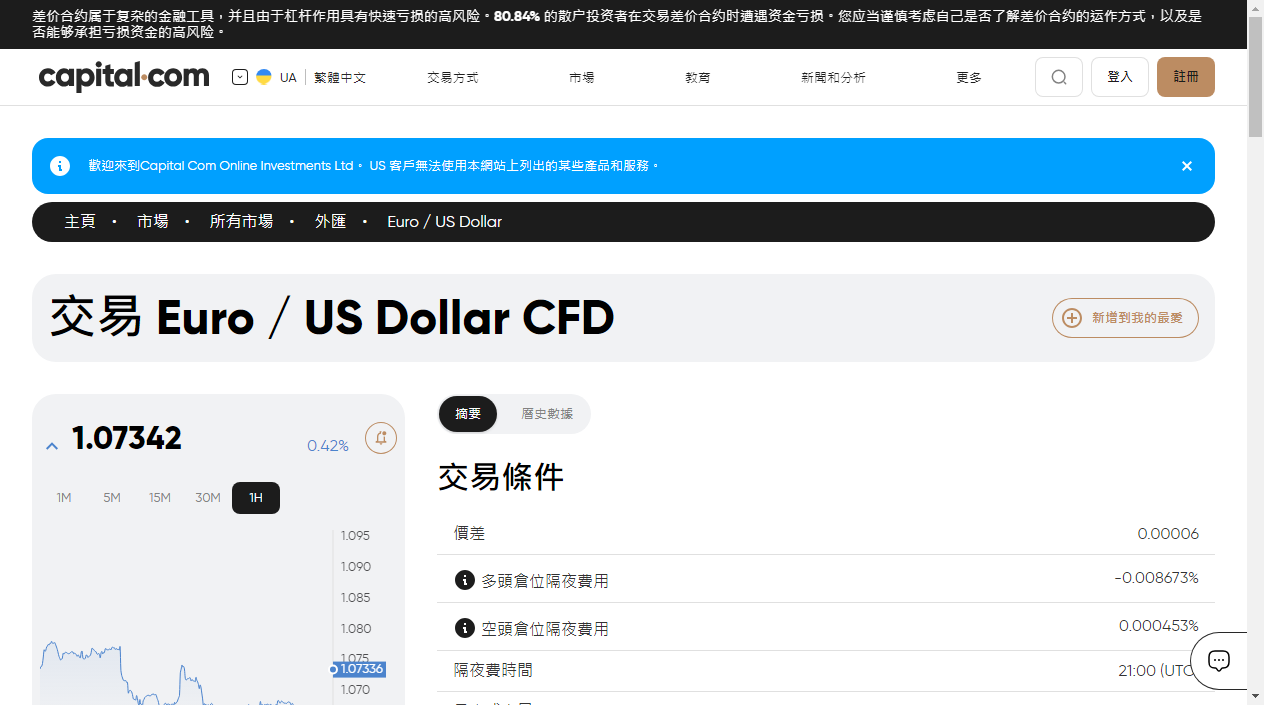 差价合约属于复杂的金融工具，并且由于杠杆作用具有快速亏损的高风险。80.84% 的散户投资者在交易差价合约时遭遇资金亏损。您应当谨慎考虑自己是否了解差价合约的运作方式，以及是
否能够承担亏损资金的高风险。
capital.com
UA
繁體中文
交易方式
市場
教育
新聞和分析
更多
登入
註冊
歡迎來到Capital Com Online Investments Ltd。 US 客戶無法使用本網站上列出的某些產品和服務。
主頁 • 市場 • 所有市場 • 外匯 • Euro / US Dollar
交易 Euro / US Dollar CFD
新增到我的最愛
1.07342
0.42%
1M 5M 15M 30M 1H
1.095
1.090
1.085
1.080
1.075
1.07336
1.070
摘要
曆史數據
交易條件
價差 0.00006
多頭倉位隔夜費用 -0.008673%
空頭倉位隔夜費用 0.000453%
隔夜費時間 21:00 (UTC